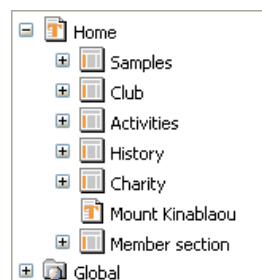 Home
Samples
Club
Activities
History
Charity
Mount Kinablaou
Member section
Global